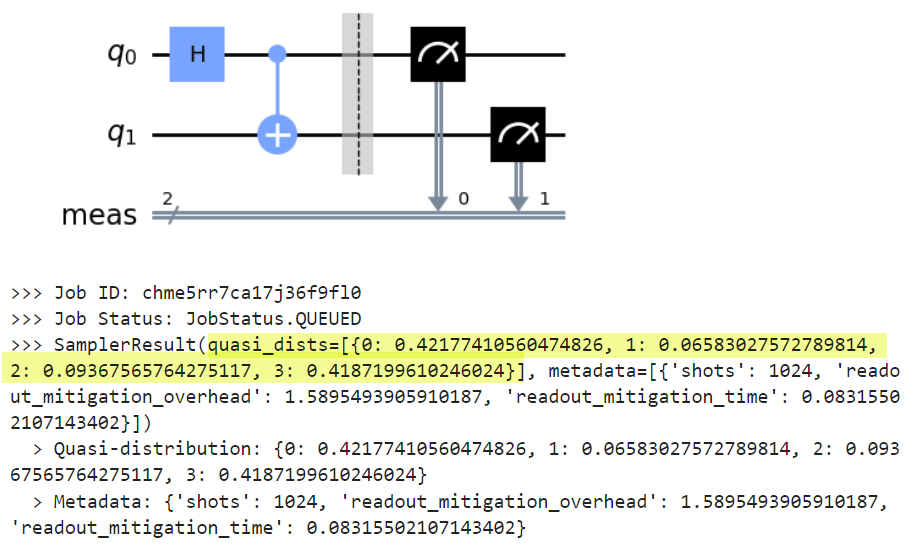 q0
H
q1
meas
2
0
1
>>> Job ID: chme5rr7ca17j36f9fl0
>>> Job Status: JobStatus.QUEUED
>>> SamplerResult(quasi_dists=[{0: 0.42177410560474826, 1: 0.06583027572789814,
2: 0.09367565764275117, 3: 0.4187199610246024}], metadata=[{'shots': 1024, 'reado
ut_mitigation_overhead': 1.5895493905910187, 'readout_mitigation_time': 0.0831550
2107143402}])
> Quasi-distribution: {0: 0.42177410560474826, 1: 0.06583027572789814, 2: 0.093
67565764275117, 3: 0.4187199610246024}
> Metadata: {'shots': 1024, 'readout_mitigation_overhead': 1.5895493905910187,
'readout_mitigation_time': 0.08315502107143402}